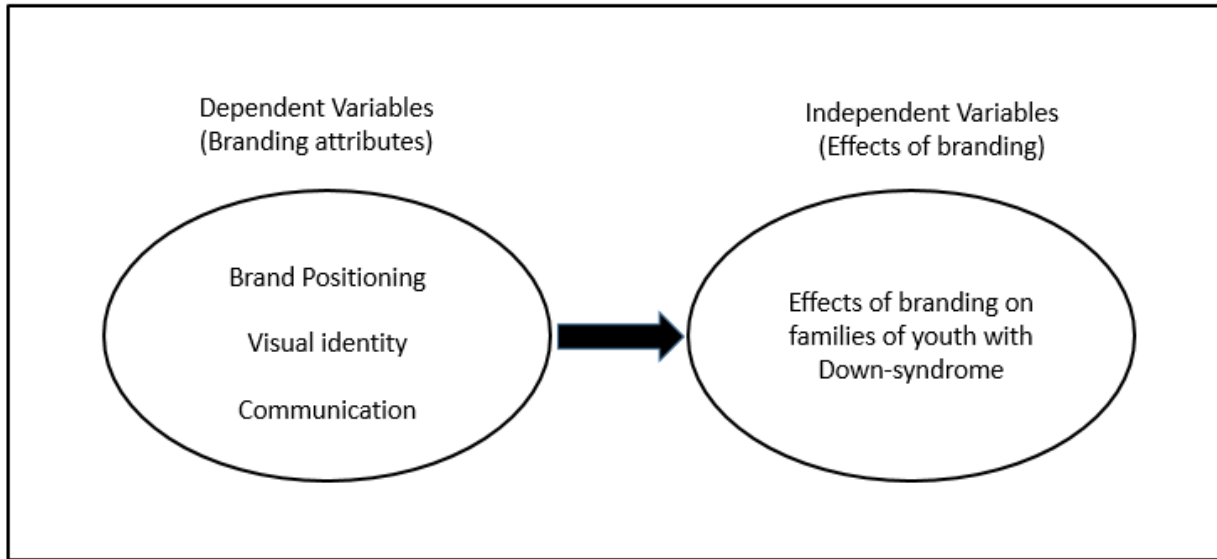 Dependent Variables
(Branding attributes)
Independent Variables
(Effects of branding)
Brand Positioning
Visual identity
Communication
Effects of branding on
families of youth with
Down-syndrome